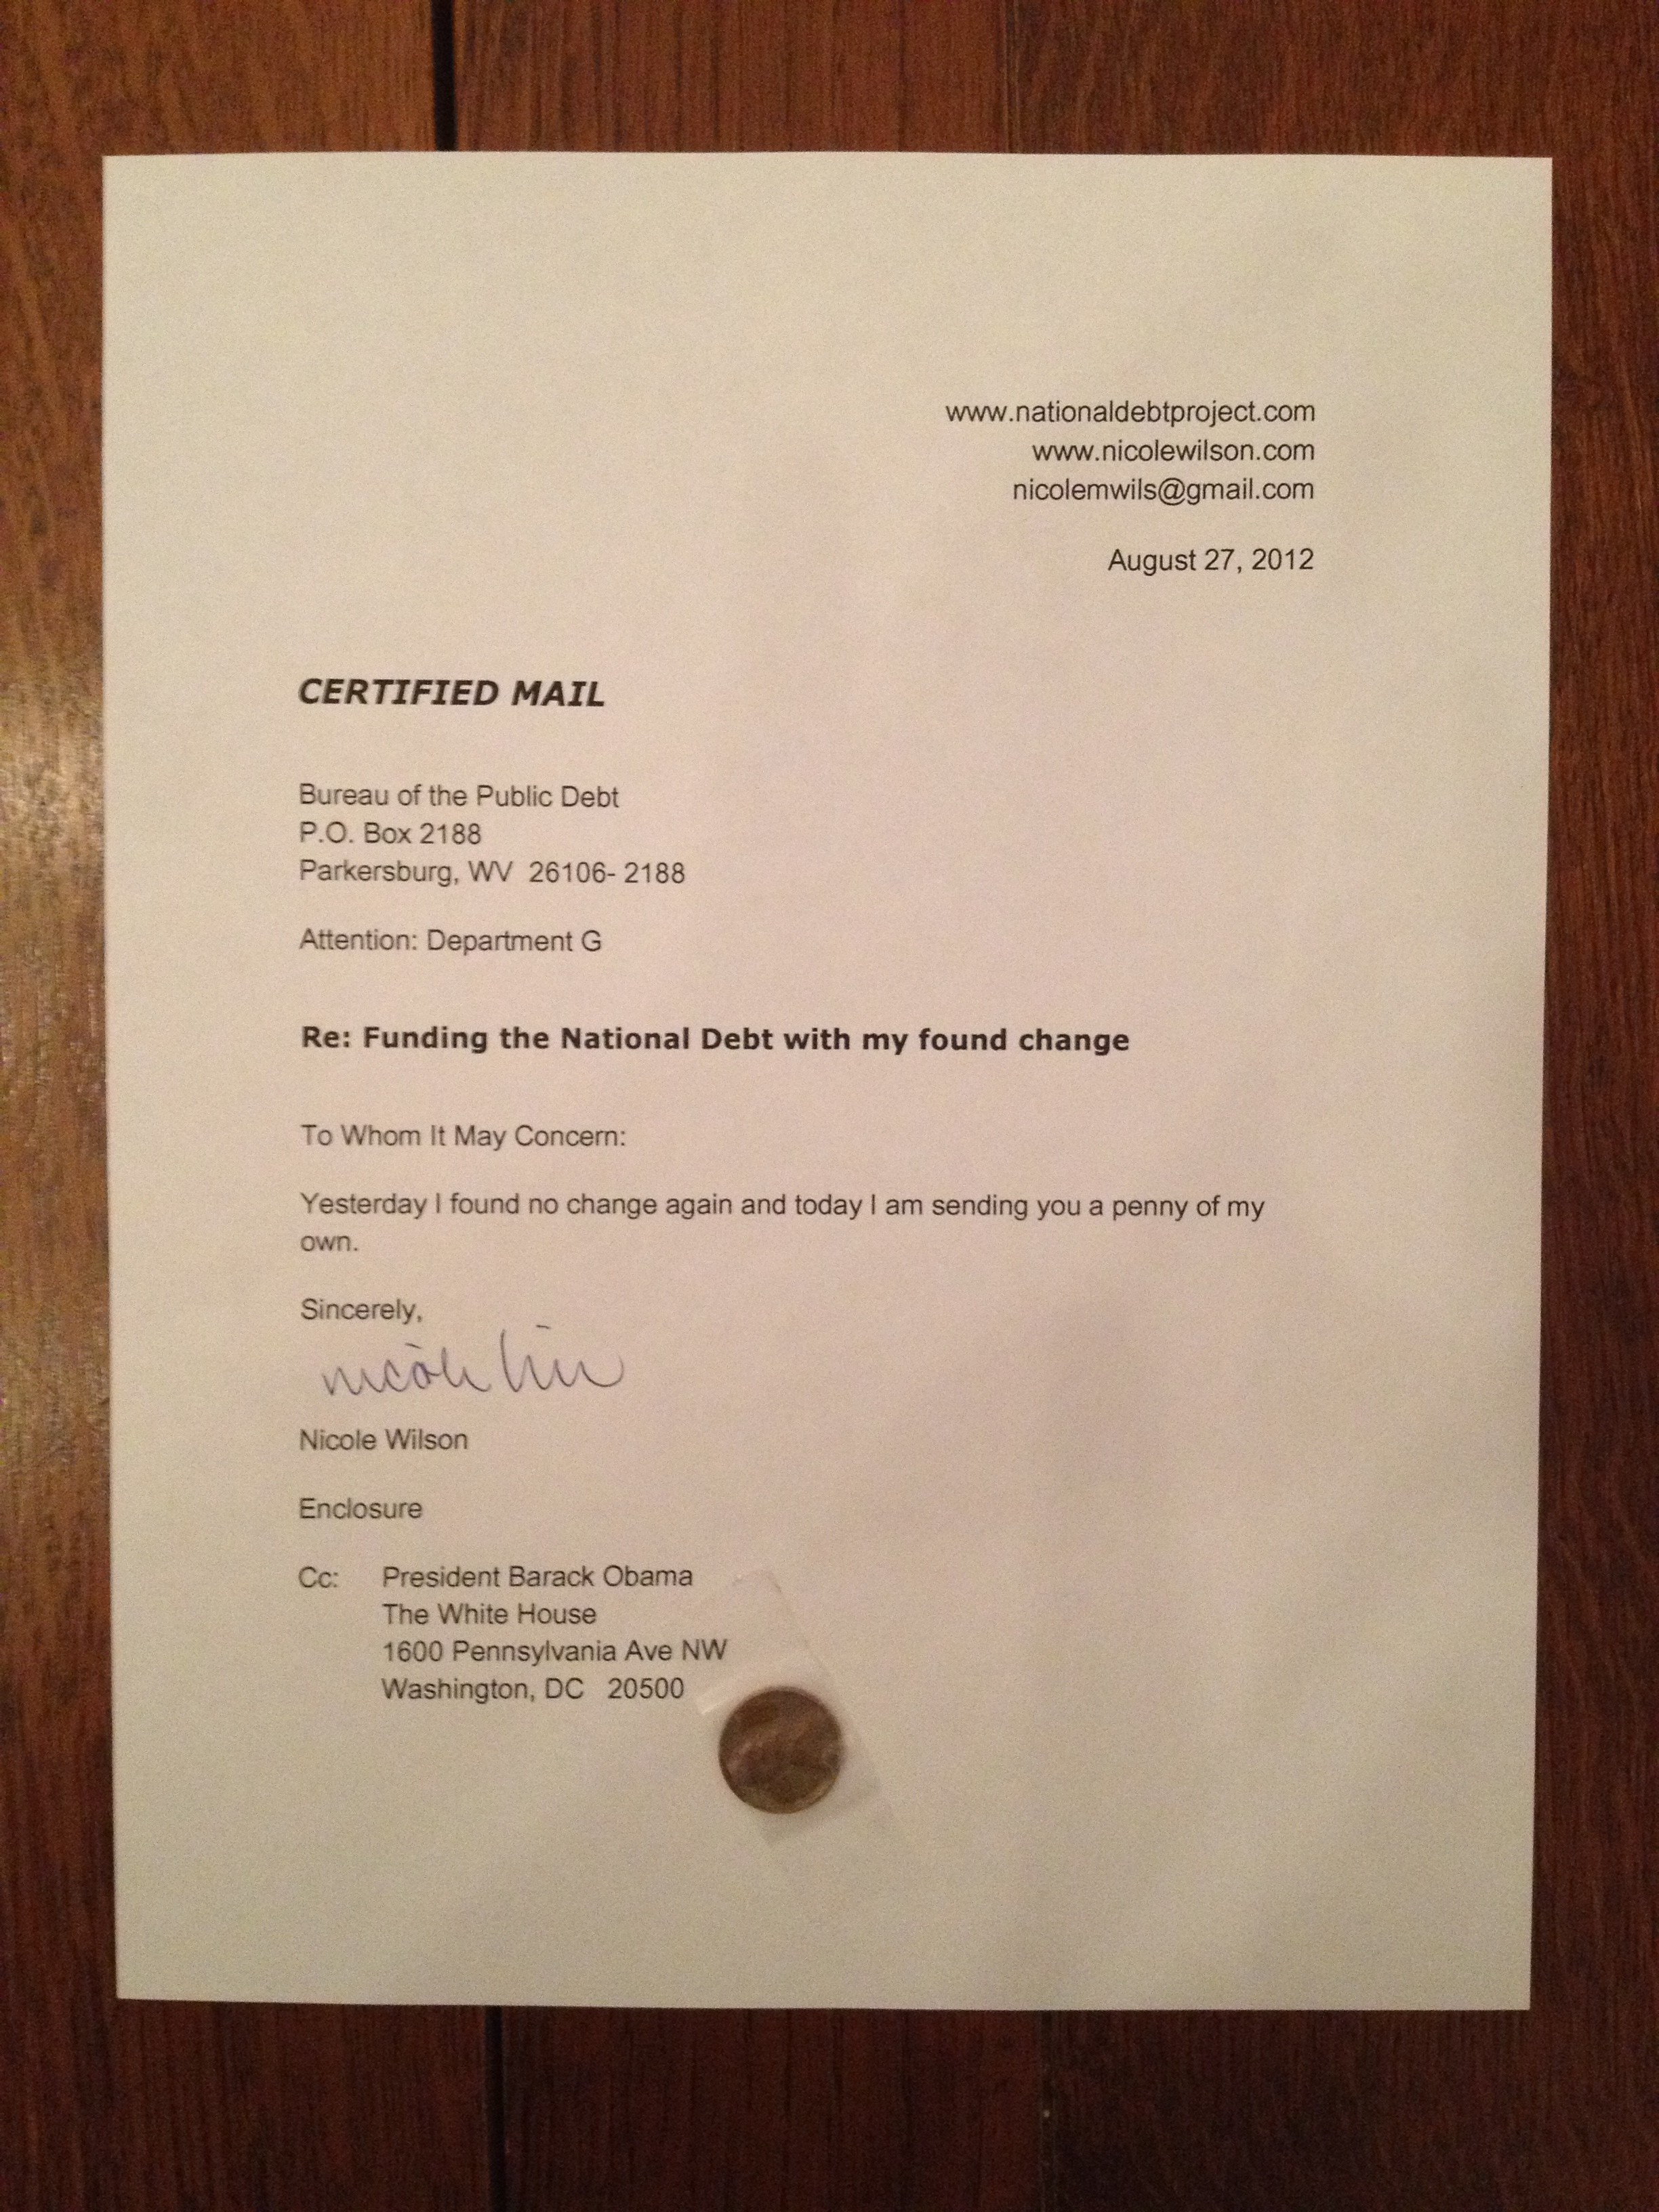 www.nationaldebtproject.com
www.nicolewilson.com
nicolemwils@gmail.com
August 27, 2012
CERTIFIED MAIL
Bureau of the Public Debt
P.O. Box 2188
Parkersburg, WV  26106- 2188
Attention: Department G
Re: Funding the National Debt with my found change
To Whom It May Concern:
Yesterday I found no change again and today I am sending you a penny of my
own.
Sincerely,
Nicole Wilson
Enclosure
Cc: President Barack Obama
The White House
1600 Pennsylvania Ave NW
Washington, DC  20500